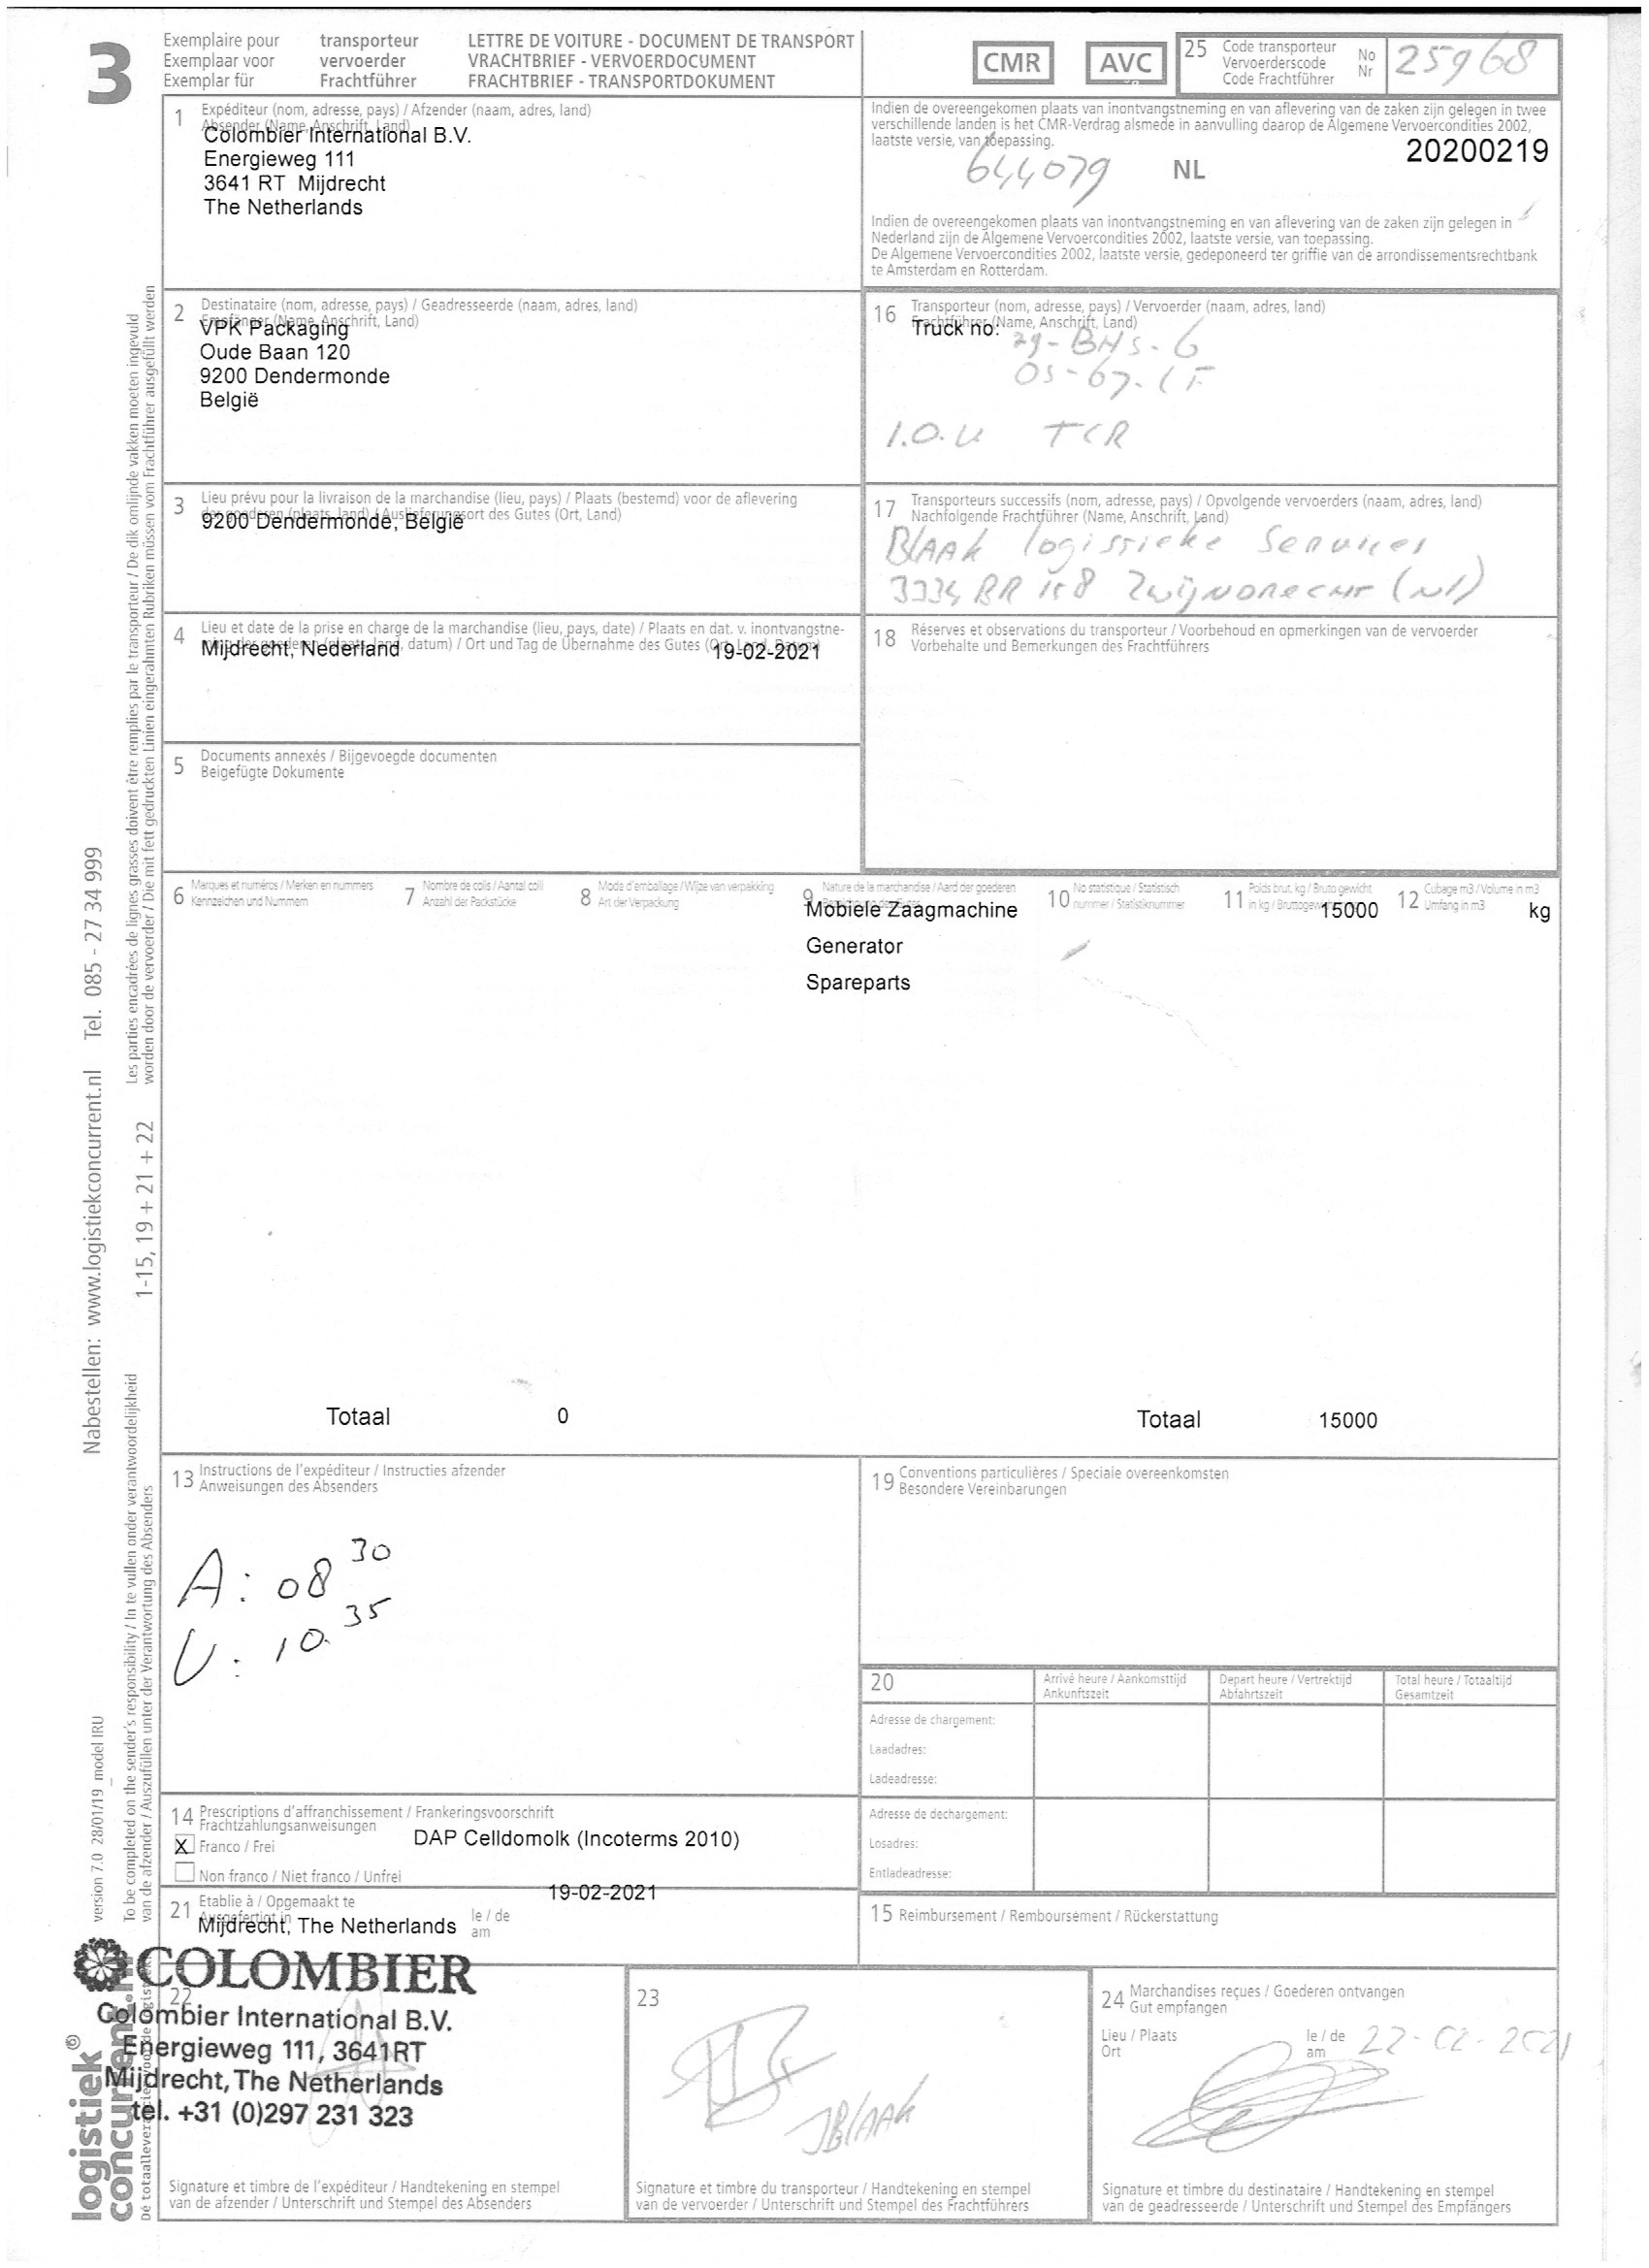 3
Exemplaire pour transporteur LETTRE DE VOITURE - DOCUMENT DE TRANSPORT
Exemplaar voor vervoerder VRACHTBRIEF - VERVOERDOCUMENT
Exemplar für Frachtführer FRACHTBRIEF - TRANSPORTDOKUMENT
CMR AVC
25 Code transporteur No 25968
Vervoerderscode Nr
Code Frachtführer
1 Expéditeur (nom, adresse, pays) / Afzender (naam, adres, land)
Absender (Name, Anschrift, Land)
Colombier International B.V.
Energieweg 111
3641 RT Mijdrecht
The Netherlands
Indien de overeengekomen plaats van inontvangstneming en van aflevering van de zaken zijn gelegen in twee
verschillende landen is het CMR-Verdrag alsmede in aanvulling daarop de Algemene Vervoercondities 2002,
laatste versie, van toepassing.
20200219
644079 NL
Indien de overeengekomen plaats van inontvangstneming en van aflevering van de zaken zijn gelegen in
Nederland zijn de Algemene Vervoercondities 2002, laatste versie, van toepassing.
De Algemene Vervoercondities 2002, laatste versie, gedeponeerd ter griffie van de arrondissementsrechtbank
te Amsterdam en Rotterdam.
2 Destinataire (nom, adresse, pays) / Geadresseerde (naam, adres, land)
Empfänger (Name, Anschrift, Land)
VPK Packaging
Oude Baan 120
9200 Dendermonde
België
16 Transporteur (nom, adresse, pays) / Vervoerder (naam, adres, land)
Frachtführer (Name, Anschrift, Land)
Truck no: 29-BHS-6
I.O.U TCR
3 Lieu prévu pour la livraison de la marchandise (lieu, pays) / Plaats (bestemd) voor de aflevering
der goederen (plaats, land) / Auslieferungsort des Gutes (Ort, Land)
9200 Dendermonde, België
17 Transporteurs successifs (nom, adresse, pays) / Opvolgende vervoerders (naam, adres, land)
Nachfolgende Frachtführer (Name, Anschrift, Land)
BLAAK logistieke Services
3334 BR 158 Zwijndrecht (Nl)
4 Lieu et date de la prise en charge de la marchandise (lieu, pays, date) / Plaats en dat. v. inontvangstne-
ming der goederen (plaats, land, datum) / Ort und Tag de Übernahme des Gutes (Ort, Land, Datum)
Mijdrecht, Nederland 19-02-2021
18 Réserves et observations du transporteur / Voorbehoud en opmerkingen van de vervoerder
Vorbehalte und Bemerkungen des Frachtführers
5 Documents annexés / Bijgevoegde documenten
Beigefügte Dokumente
6 Marques et numéros / Merken en nummers
Kennzeichen und Nummern
7 Nombre de colis / Aantal colli
Anzahl der Packstücke
8 Mode d'emballage / Wijze van verpakking
Art der Verpackung
9 Nature de la marchandise / Aard der goederen
Mobiele Zaagmachine
Generator
Spareparts
10 No statistique / Statistisch
nummer / Statistiknummer
11 Poids brut. kg / Bruto gewicht
in kg / Bruttogewicht
15000
12 Cubage m3 / Volume in m3
Umfang in m3
kg
Totaal 0 Totaal 15000
13 Instructions de l'expéditeur / Instructies afzender
Anweisungen des Absenders
A: 08 30
U: 10. 35
19 Conventions particulières / Speciale overeenkomsten
Besondere Vereinbarungen
20 Arrivé heure / Aankomsttijd Depart heure / Vertrektijd Total heure / Totaaltijd
Ankunftszeit Abfahrtszeit Gesamtzeit
Adresse de chargement:
Laadadres:
Ladeadresse:
Adresse de dechargement:
Losadres:
Entladeadresse:
14 Prescriptions d'affranchissement / Frankeringsvoorschrift
Frachtzahlungsanweisungen
X Franco / Frei DAP Celldomolk (Incoterms 2010)
Non franco / Niet franco / Unfrei
21 Etablie à / Opgemaakt te le / de 19-02-2021
Ausgefertigt in am
Mijdrecht, The Netherlands
15 Reimbursement / Remboursement / Rückerstattung
22
COLOMBIER
Colombier International B.V.
Energieweg 111, 3641RT
Mijdrecht, The Netherlands
tel. +31 (0)297 231 323
Signature et timbre de l'expéditeur / Handtekening en stempel
van de afzender / Unterschrift und Stempel des Absenders
23
JBlAAK
Signature et timbre du transporteur / Handtekening en stempel
van de vervoerder / Unterschrift und Stempel des Frachtführers
24 Marchandises reçues / Goederen ontvangen
Gut empfangen
Lieu / Plaats le / de 22-02-2021
Ort am
Signature et timbre du destinataire / Handtekening en stempel
van de geadresseerde / Unterschrift und Stempel des Empfängers
Nabestellen: www.logistiekconcurrent.nl Tel. 085 - 27 34 999
Les parties encadrées de lignes grasses doivent être remplies par le transporteur / De dik omlijnde vakken moeten ingevuld
worden door de vervoerder / Die mit fett gedruckten Linien eingerahmten Rubriken müssen vom Frachtführer ausgefüllt werden
1-15, 19 + 21 + 22
To be completed on the sender's responsibility / In te vullen onder verantwoordelijkheid
van de afzender / Auszufüllen unter der Verantwortung des Absenders
version 7.0 28/01/19_model IRU
logistiek
concurrent.nl